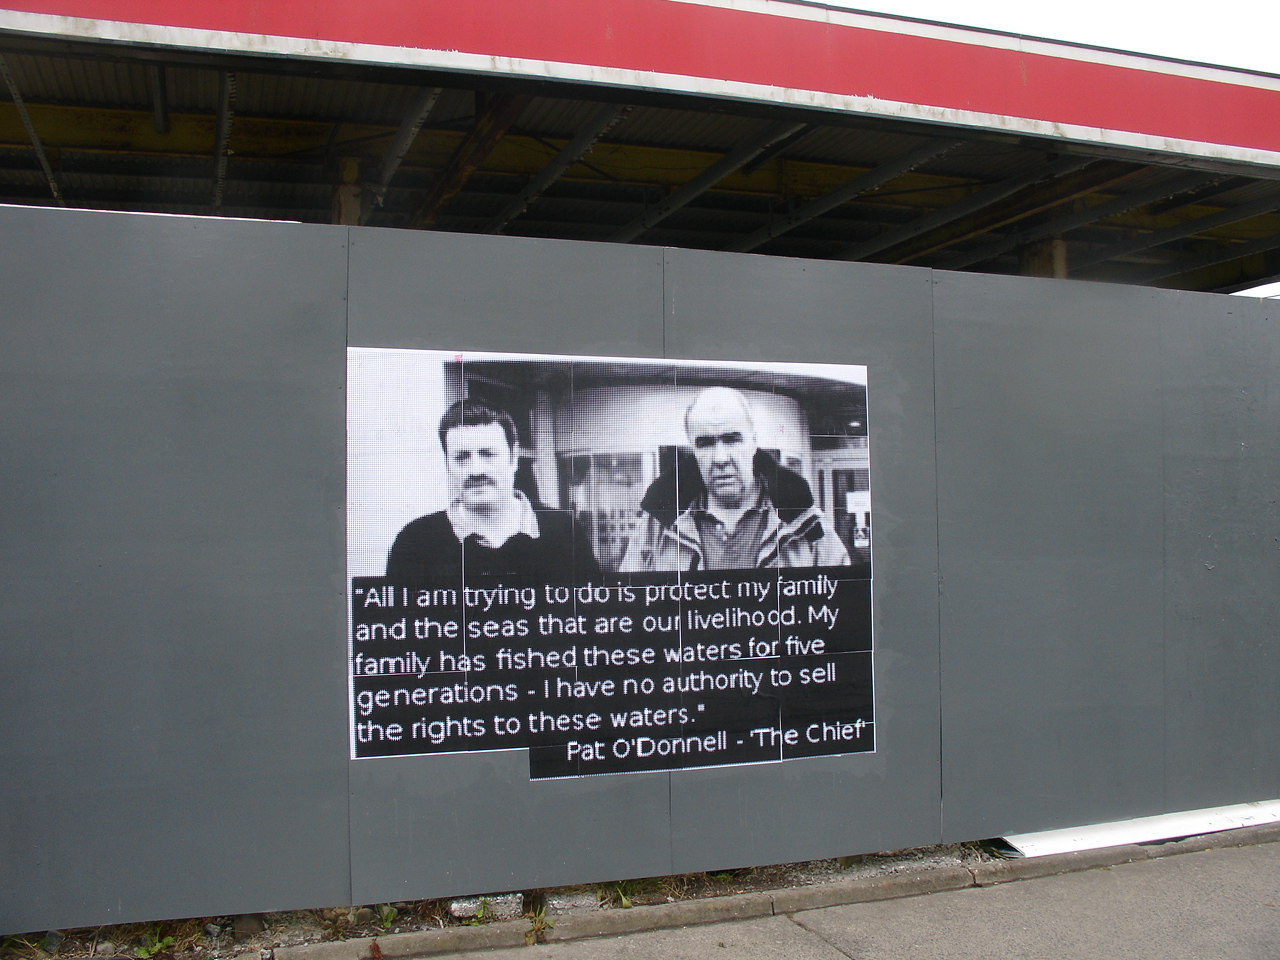 "All I am trying to do is protect my family
and the seas that are our livelihood. My
family has fished these waters for five
generations - I have no authority to sell
the rights to these waters."
Pat O'Donnell - 'The Chief'